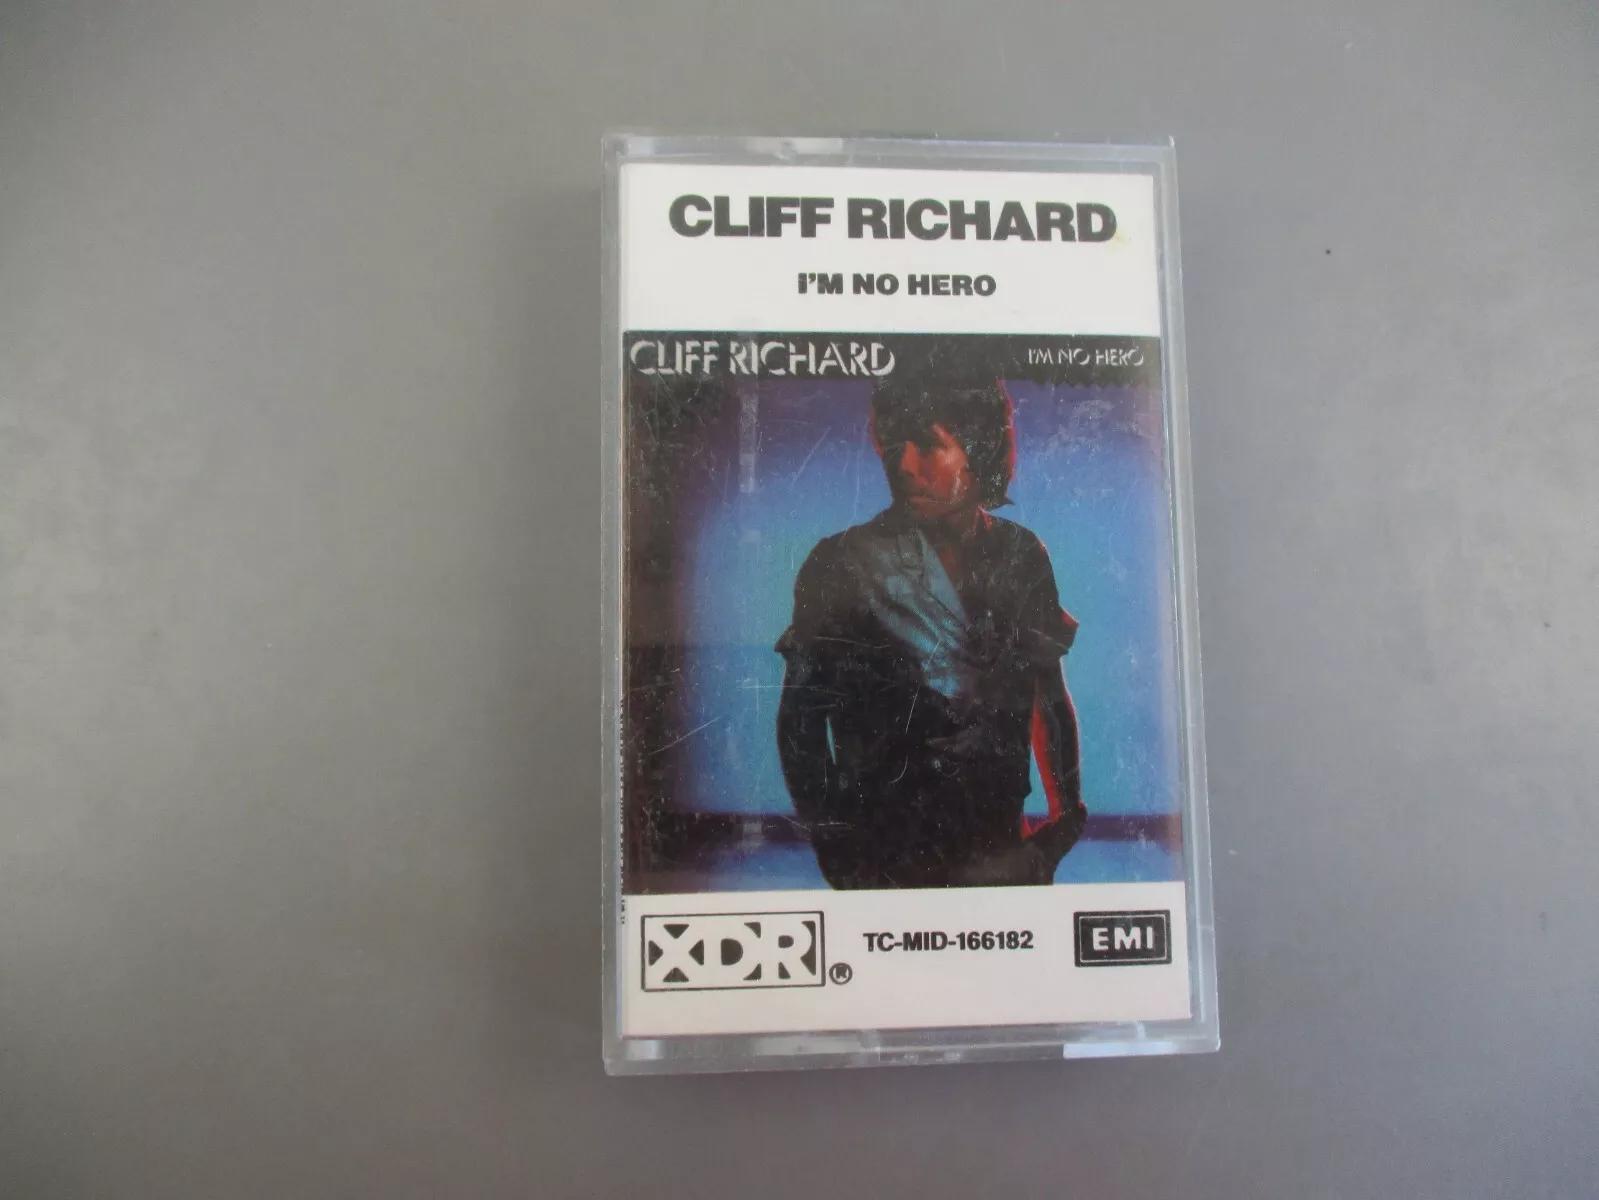 CLIFF RICHARD
I'M NO HERO
CLIFF RICHARD I'M NO HERO
XDR® TC-MID-166182 EMI